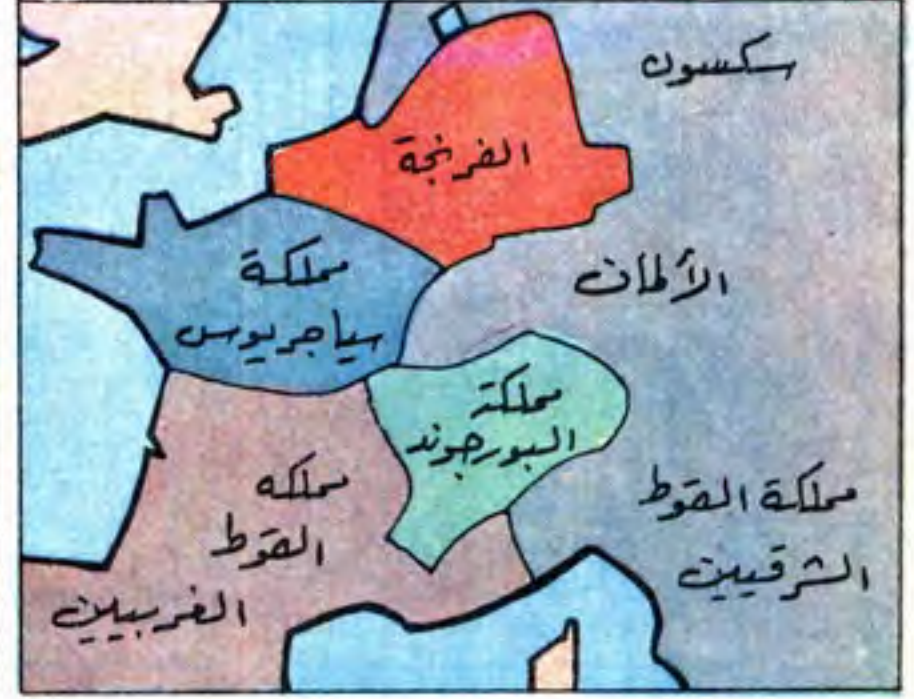 سكسون
الفرنجة
الألمان
مملكة
سياجريوس
مملكة
البورجوند
مملكة القوط
الشرقيين
مملكه
القوط
الغربيين